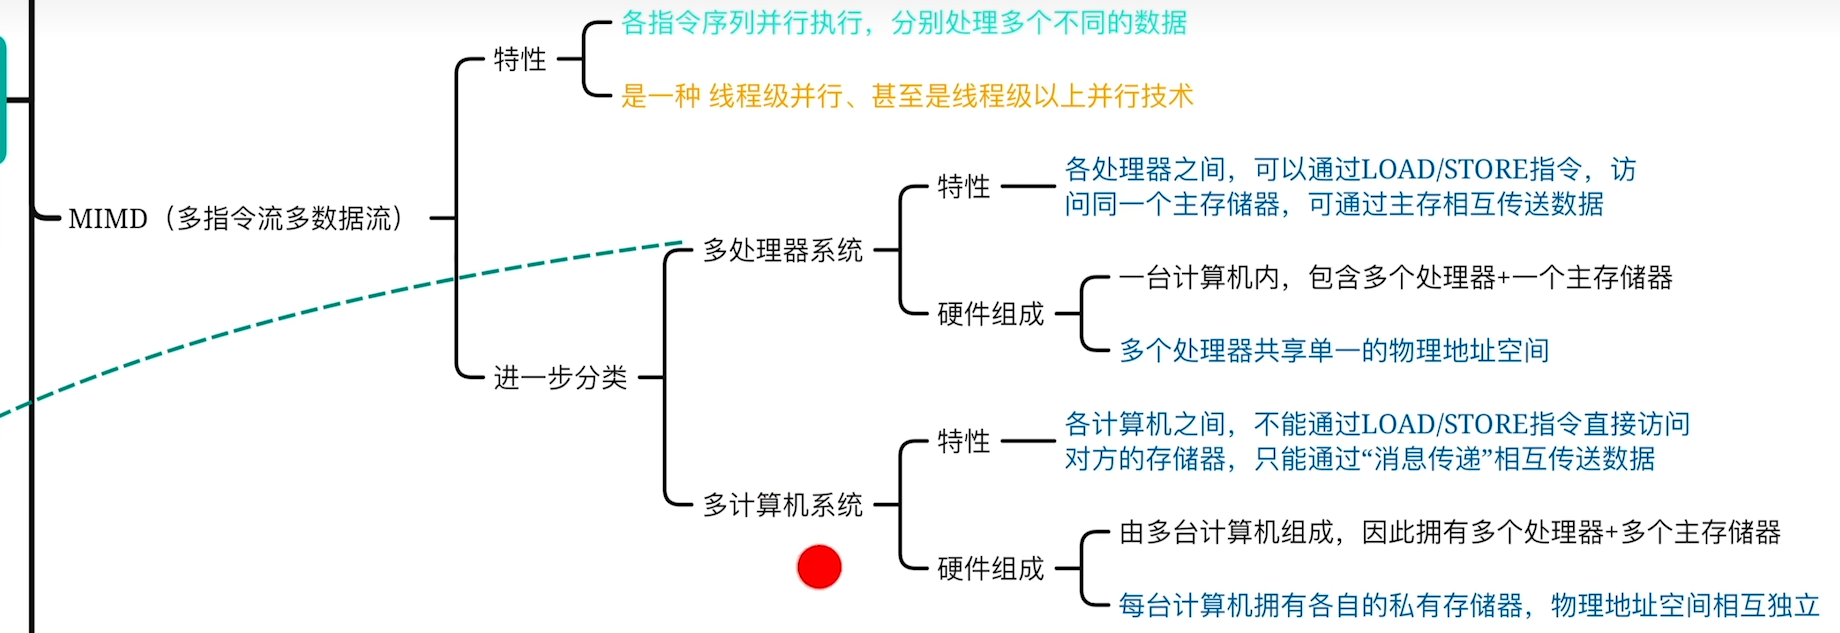 各指令序列并行执行，分别处理多个不同的数据
特性
是一种 线程级并行、甚至是线程级以上并行技术
MIMD（多指令流多数据流）
各处理器之间，可以通过LOAD/STORE指令，访
问同一个主存储器，可通过主存相互传送数据
特性
多处理器系统
一台计算机内，包含多个处理器+一个主存储器
硬件组成
多个处理器共享单一的物理地址空间
进一步分类
各计算机之间，不能通过LOAD/STORE指令直接访问
对方的存储器，只能通过“消息传递”相互传送数据
特性
多计算机系统
由多台计算机组成，因此拥有多个处理器+多个主存储器
硬件组成
每台计算机拥有各自的私有存储器，物理地址空间相互独立